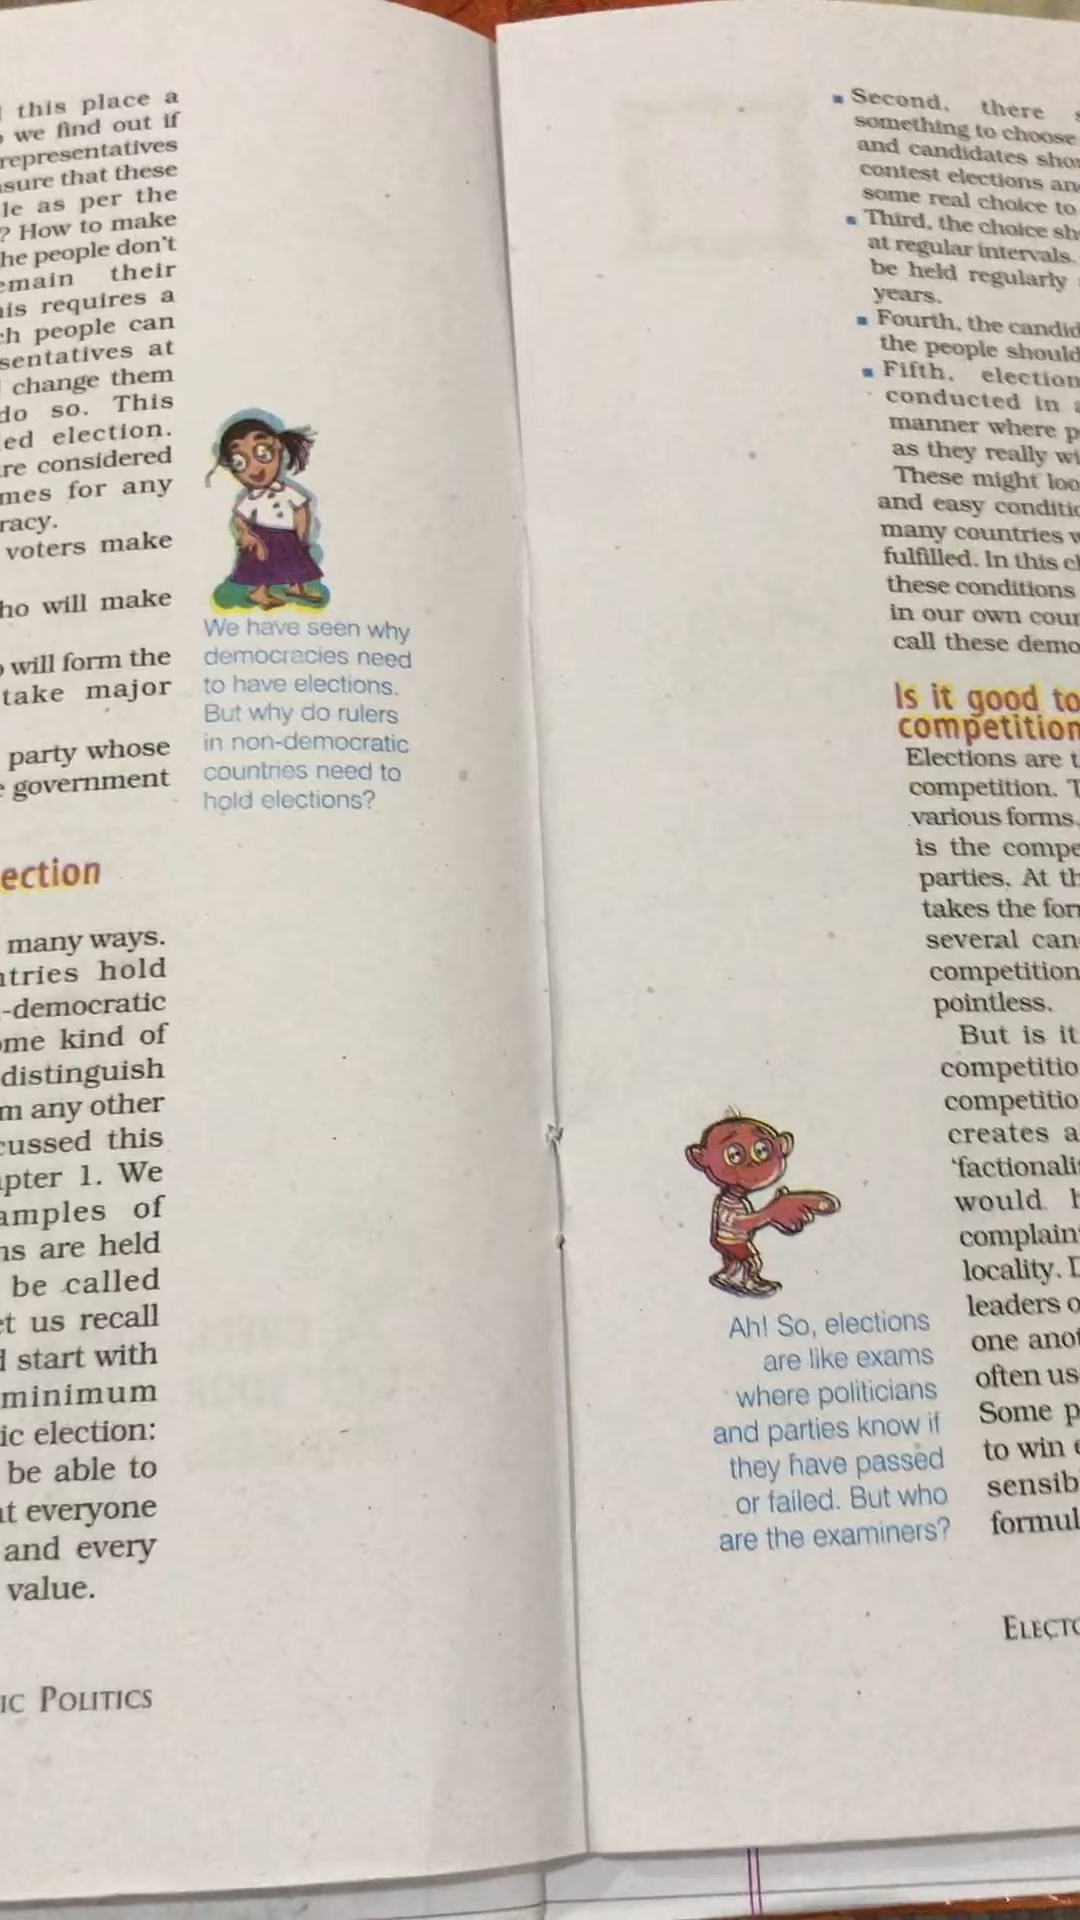 this place a
we find out if
representatives
sure that these
le as per the
? How to make
he people don't
emain their
is requires a
ch people can
sentatives at
change them
do so. This
ed election.
re considered
mes for any
racy.
voters make
ho will make
will form the
take major
party whose
government
ection
many ways.
ntries hold
-democratic
ome kind of
distinguish
m any other
cussed this
apter 1. We
amples of
ns are held
be called
et us recall
start with
minimum
ic election:
be able to
at everyone
and every
value.
IC POLITICS
We have seen why
democracies need
to have elections.
But why do rulers
in non-democratic
countries need to
hold elections?
Ah! So, elections
are like exams
where politicians
and parties know if
they have passed
or failed. But who
are the examiners?
▪ Second, there s
something to choose
and candidates sho
contest elections an
some real choice to
▪ Third, the choice sh
at regular intervals.
be held regularly
years.
▪ Fourth, the candid
the people should
▪ Fifth, election
conducted in a
manner where p
as they really wi
These might loo
and easy conditio
many countries w
fulfilled. In this ch
these conditions
in our own coun
call these demo
Is it good to
competition
Elections are t
competition. T
various forms.
is the compe
parties. At th
takes the for
several can
competition
pointless.
But is it
competitio
competitio
creates a
'factionali
would h
complain
locality. D
leaders o
one anot
often us
Some p
to win e
sensib
formul
ELECTO